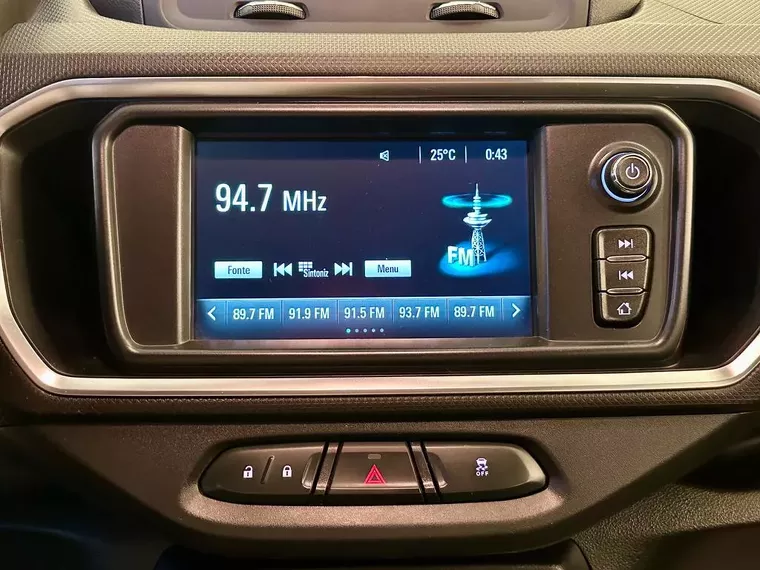 25°C 0:43
94.7 MHz
FM
Fonte Sintoniz Menu
89.7 FM 91.9 FM 91.5 FM 93.7 FM 89.7 FM
OFF